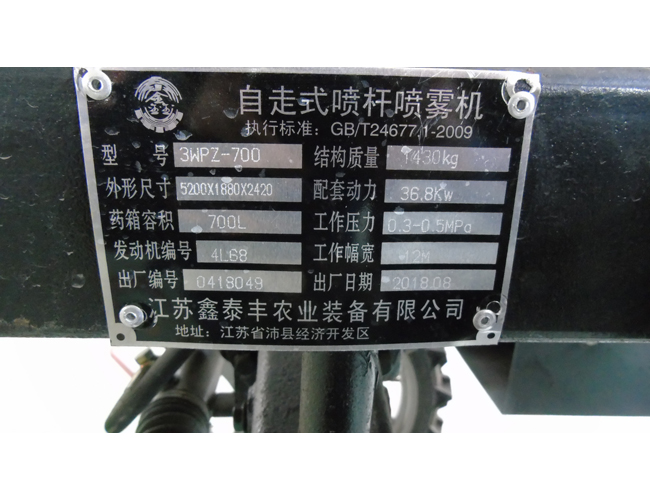 自走式喷杆喷雾机
执行标准：GB/T24677.1-2009
型 号 3WPZ-700 结构质量 1430kg
外形尺寸 5200X1880X2420 配套动力 36.8Kw
药箱容积 700L 工作压力 0.3-0.5MPa
发动机编号 4L68 工作幅宽 12M
出厂编号 0418049 出厂日期 2018.08
江苏鑫泰丰农业装备有限公司
地址：江苏省沛县经济开发区